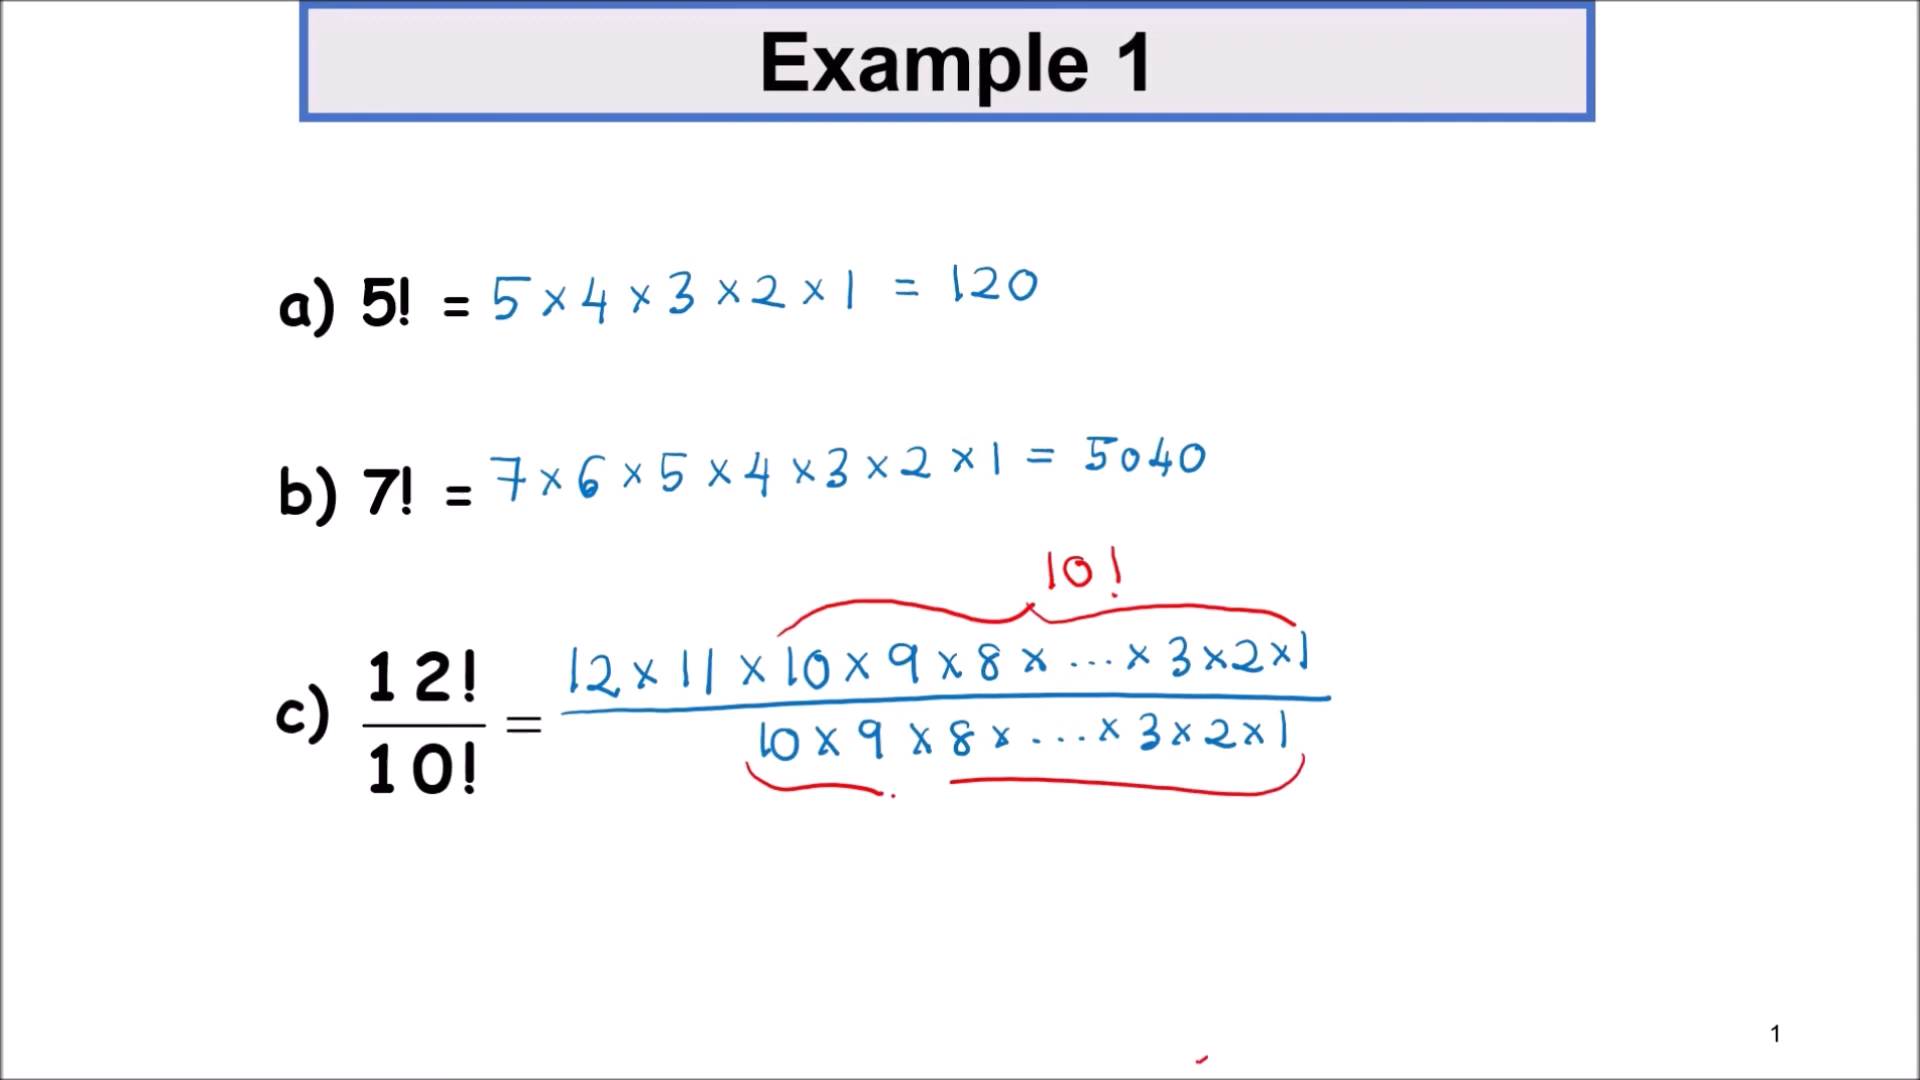 Example 1
a) 5! = 5 × 4 × 3 × 2 × 1 = 120
b) 7! = 7 × 6 × 5 × 4 × 3 × 2 × 1 = 5040
10!
12! 12 × 11 × 10 × 9 × 8 × ... × 3 × 2 × 1
c) =
10! 10 × 9 × 8 × ... × 3 × 2 × 1
1